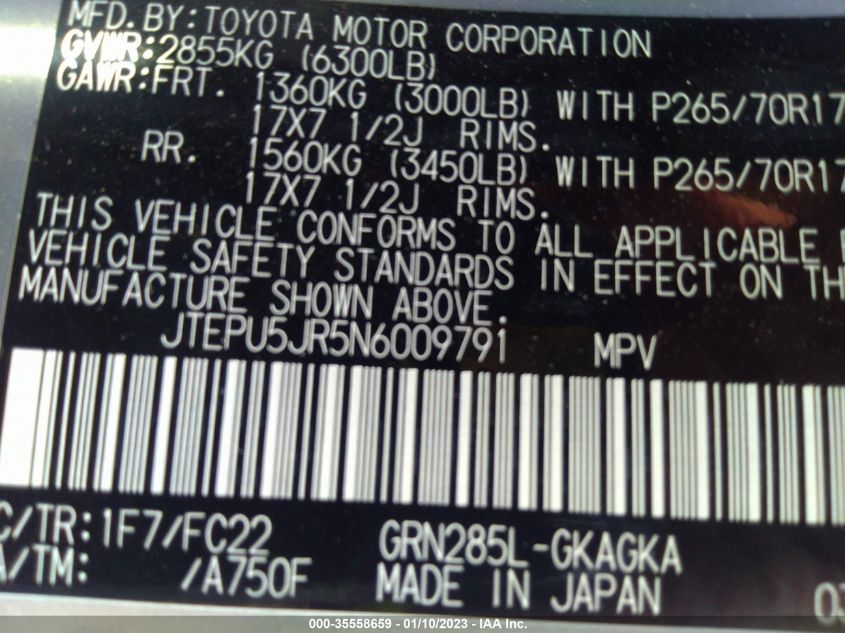 MFD.BY:TOYOTA MOTOR CORPORATION
GVWR:2855KG (6300LB)
GAWR:FRT. 1360KG (3000LB) WITH P265/70R17
17X7 1/2J RIMS.
RR. 1560KG (3450LB) WITH P265/70R17
17X7 1/2J RIMS.
THIS VEHICLE CONFORMS TO ALL APPLICABLE
VEHICLE SAFETY STANDARDS IN EFFECT ON TH
MANUFACTURE SHOWN ABOVE.
JTEPU5JR5N6009791 MPV
C/TR:1F7/FC22 GRN285L-GKAGKA
A/TM: /A750F MADE IN JAPAN 03
000-35558659 - 01/10/2023 - IAA Inc.